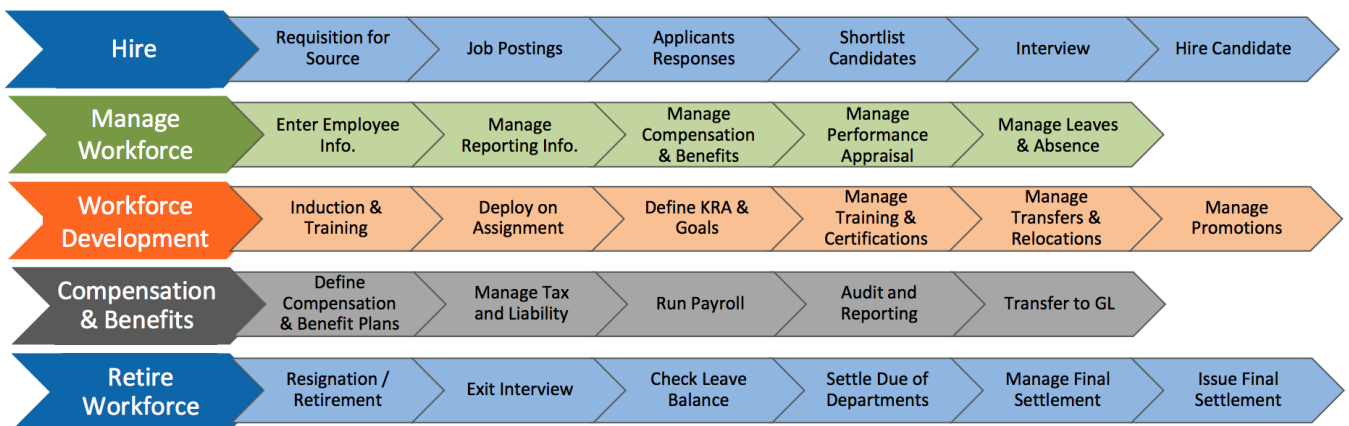 Hire
Requisition for
Source
Job Postings
Applicants
Responses
Shortlist
Candidates
Interview
Hire Candidate
Manage
Workforce
Enter Employee
Info.
Manage
Reporting Info.
Manage
Compensation
& Benefits
Manage
Performance
Appraisal
Manage Leaves
& Absence
Workforce
Development
Induction &
Training
Deploy on
Assignment
Define KRA &
Goals
Manage
Training &
Certifications
Manage
Transfers &
Relocations
Manage
Promotions
Compensation
& Benefits
Define
Compensation
& Benefit Plans
Manage Tax
and Liability
Run Payroll
Audit and
Reporting
Transfer to GL
Retire
Workforce
Resignation /
Retirement
Exit Interview
Check Leave
Balance
Settle Due of
Departments
Manage Final
Settlement
Issue Final
Settlement